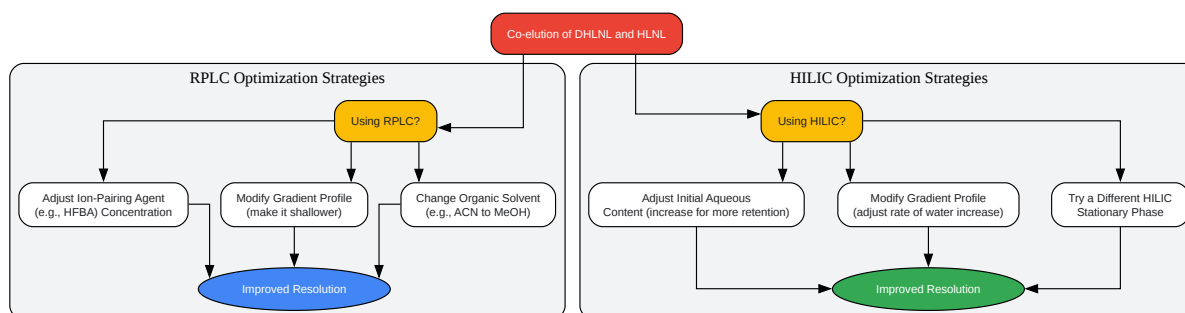 Co-elution of DHLNL and HLNL
RPLC Optimization Strategies
Using RPLC?
Adjust Ion-Pairing Agent
(e.g., HFBA) Concentration
Modify Gradient Profile
(make it shallower)
Change Organic Solvent
(e.g., ACN to MeOH)
Improved Resolution
HILIC Optimization Strategies
Using HILIC?
Adjust Initial Aqueous
Content (increase for more retention)
Modify Gradient Profile
(adjust rate of water increase)
Try a Different HILIC
Stationary Phase
Improved Resolution